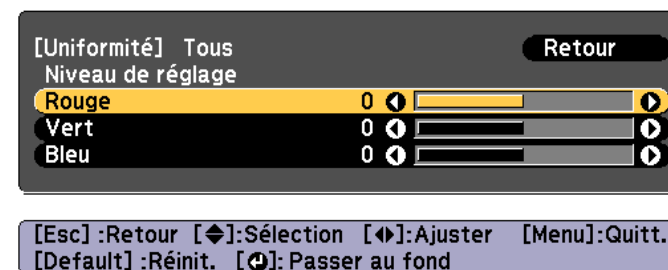 [Uniformité] Tous Retour
Niveau de réglage
Rouge 0
Vert 0
Bleu 0
[Esc] :Retour [◆]:Sélection [◆]:Ajuster [Menu]:Quitt.
[Default] :Réinit. [↵]: Passer au fond